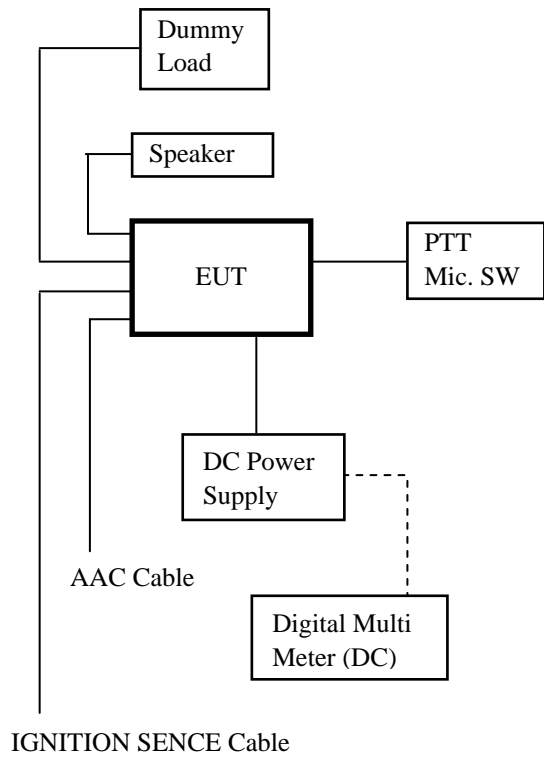 Dummy
Load
Speaker
EUT
PTT
Mic. SW
DC Power
Supply
AAC Cable
Digital Multi
Meter (DC)
IGNITION SENCE Cable